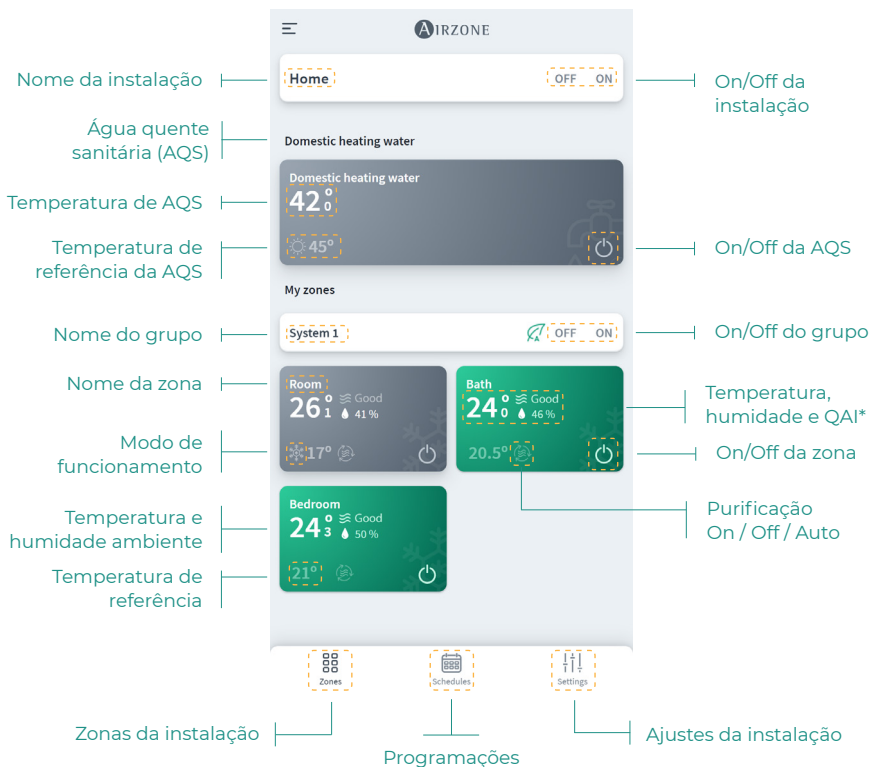 AIRZONE
Nome da instalação
Home
OFF ON
On/Off da
instalação
Água quente
sanitária (AQS)
Domestic heating water
Domestic heating water
Temperatura de AQS
42°0
Temperatura de
referência da AQS
45°
On/Off da AQS
My zones
Nome do grupo
System 1
OFF ON
On/Off do grupo
Nome da zona
Room
26°1 Good
41 %
17°
Bath
24°0 Good
46 %
20.5°
Temperatura,
humidade e QAI*
Modo de
funcionamento
On/Off da zona
Temperatura e
humidade ambiente
Bedroom
24°3 Good
50 %
21°
Purificação
On / Off / Auto
Temperatura de
referência
Zones
Schedules
Settings
Zonas da instalação
Programações
Ajustes da instalação